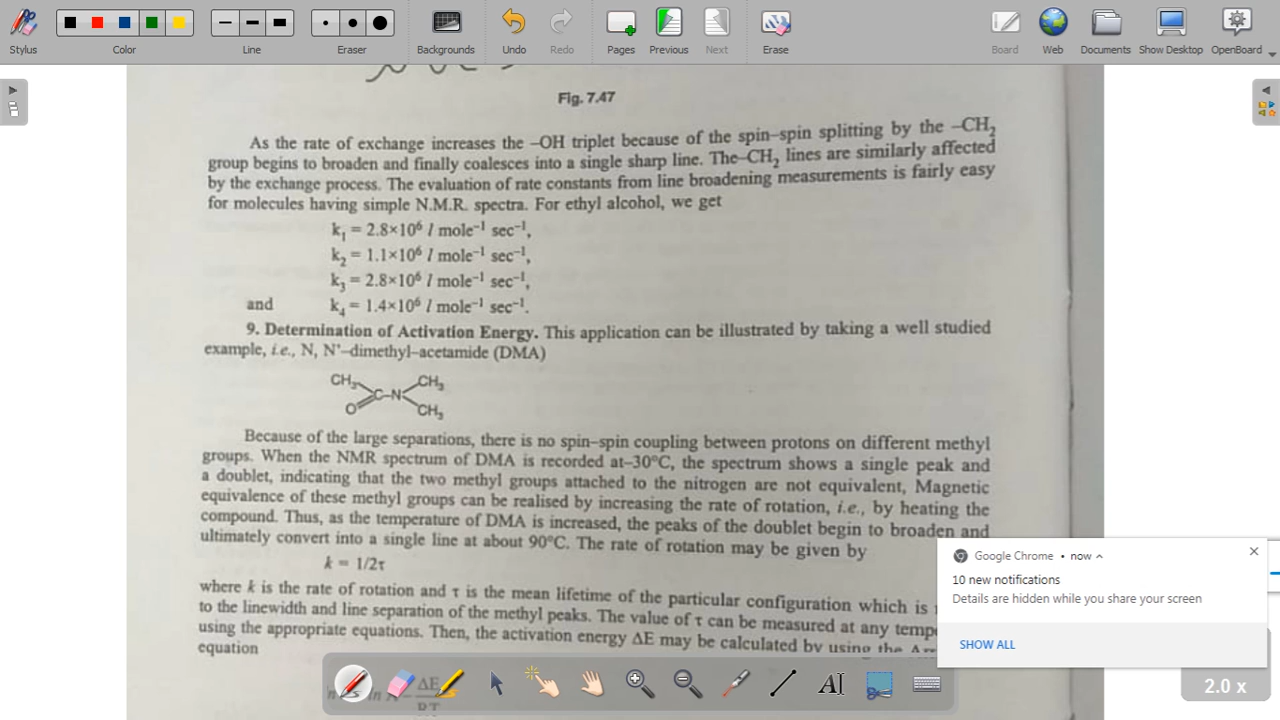 Stylus
Color
Line
Eraser
Backgrounds
Undo
Redo
Pages
Previous
Next
Erase
Board
Web
Documents
Show Desktop
OpenBoard
Fig. 7.47
As the rate of exchange increases the –OH triplet because of the spin–spin splitting by the –CH₂
group begins to broaden and finally coalesces into a single sharp line. The–CH₂ lines are similarly affected
by the exchange process. The evaluation of rate constants from line broadening measurements is fairly easy
for molecules having simple N.M.R. spectra. For ethyl alcohol, we get
k₁ = 2.8×10⁶ l mole⁻¹ sec⁻¹,
k₂ = 1.1×10⁶ l mole⁻¹ sec⁻¹,
k₃ = 2.8×10⁶ l mole⁻¹ sec⁻¹,
and k₄ = 1.4×10⁶ l mole⁻¹ sec⁻¹.
9. Determination of Activation Energy. This application can be illustrated by taking a well studied
example, i.e., N, N'–dimethyl–acetamide (DMA)
CH₃ CH₃
C–N
O CH₃
Because of the large separations, there is no spin–spin coupling between protons on different methyl
groups. When the NMR spectrum of DMA is recorded at–30°C, the spectrum shows a single peak and
a doublet, indicating that the two methyl groups attached to the nitrogen are not equivalent, Magnetic
equivalence of these methyl groups can be realised by increasing the rate of rotation, i.e., by heating the
compound. Thus, as the temperature of DMA is increased, the peaks of the doublet begin to broaden and
ultimately convert into a single line at about 90°C. The rate of rotation may be given by
k = 1/2τ
where k is the rate of rotation and τ is the mean lifetime of the particular configuration which is
to the linewidth and line separation of the methyl peaks. The value of τ can be measured at any
using the appropriate equations. Then, the activation energy ΔE may be calculated by using the
equation
ΔE
RT
Google Chrome • now
10 new notifications
Details are hidden while you share your screen
SHOW ALL
2.0 x